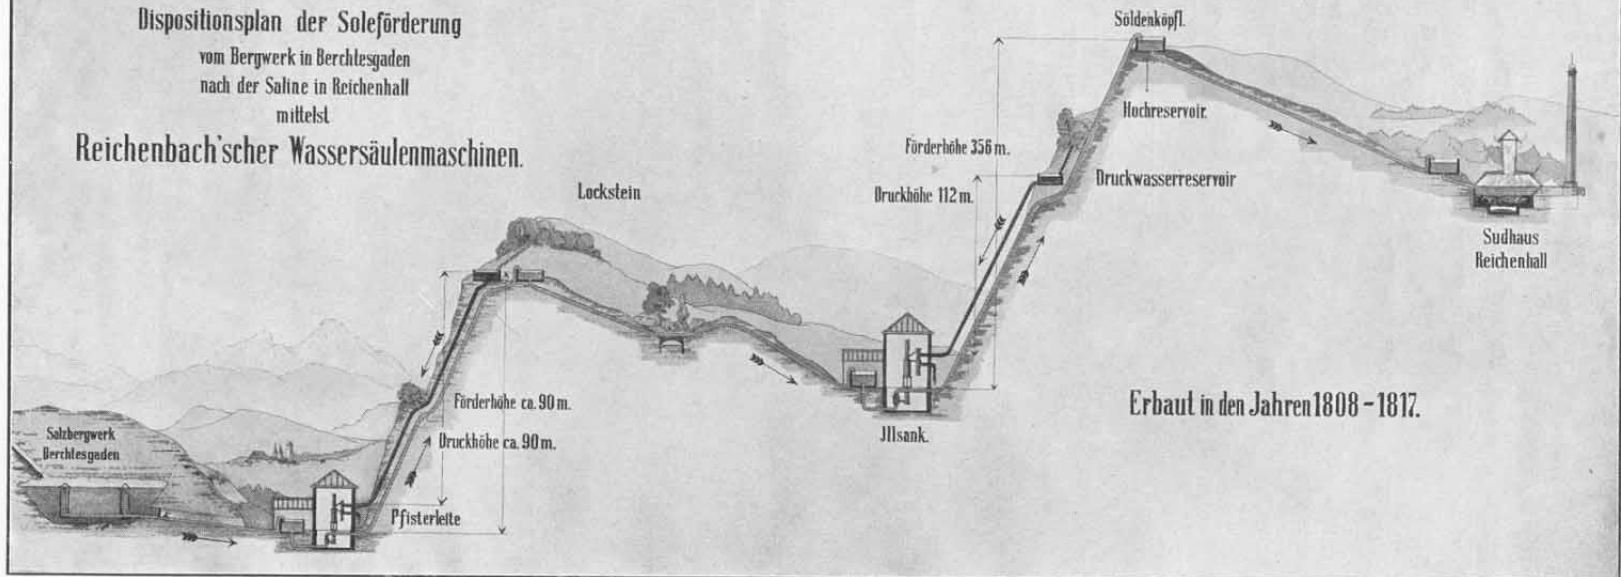 Dispositionsplan der Soleförderung
vom Bergwerk in Berchtesgaden
nach der Saline in Reichenhall
mittelst
Reichenbach'scher Wassersäulenmaschinen.
Söldenköpfl.
Hochreservoir.
Förderhöhe 356 m.
Druckhöhe 112 m.
Druckwasserreservoir
Lockstein
Sudhaus
Reichenhall
Erbaut in den Jahren 1808-1817.
Förderhöhe ca. 90 m.
Druckhöhe ca. 90 m.
Jllsank.
Salzbergwerk
Berchtesgaden
Pfisterleite